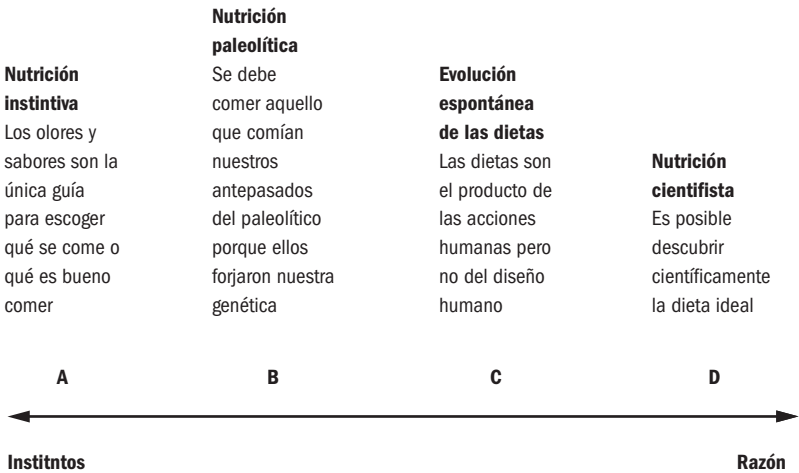 Nutrición
instintiva
Los olores y
sabores son la
única guía
para escoger
qué se come o
qué es bueno
comer
Nutrición
paleolítica
Se debe
comer aquello
que comían
nuestros
antepasados
del paleolítico
porque ellos
forjaron nuestra
genética
Evolución
espontánea
de las dietas
Las dietas son
el producto de
las acciones
humanas pero
no del diseño
humano
Nutrición
cientifista
Es posible
descubrir
científicamente
la dieta ideal
A
B
C
D
Institntos
Razón